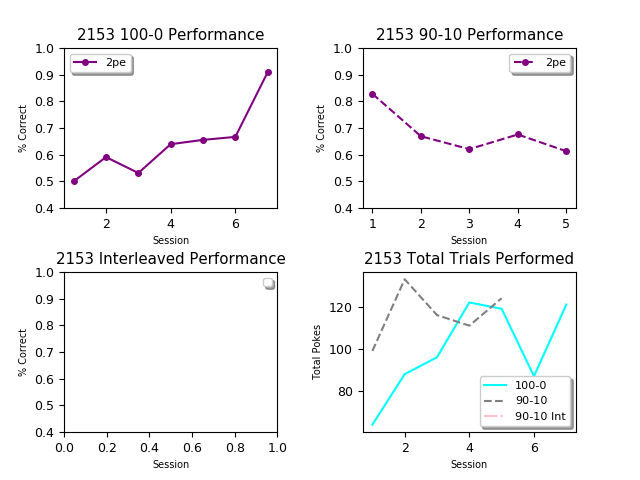 2153 100-0 Performance
1.0
0.9
0.8
0.7
0.6
0.5
0.4
% Correct
2pe
2 4 6
Session
2153 90-10 Performance
1.0
0.9
0.8
0.7
0.6
0.5
0.4
% Correct
2pe
1 2 3 4 5
Session
2153 Interleaved Performance
1.0
0.9
0.8
0.7
0.6
0.5
0.4
% Correct
0.0 0.2 0.4 0.6 0.8 1.0
Session
2153 Total Trials Performed
120
100
80
Total Pokes
100-0
90-10
90-10 Int
2 4 6
Session